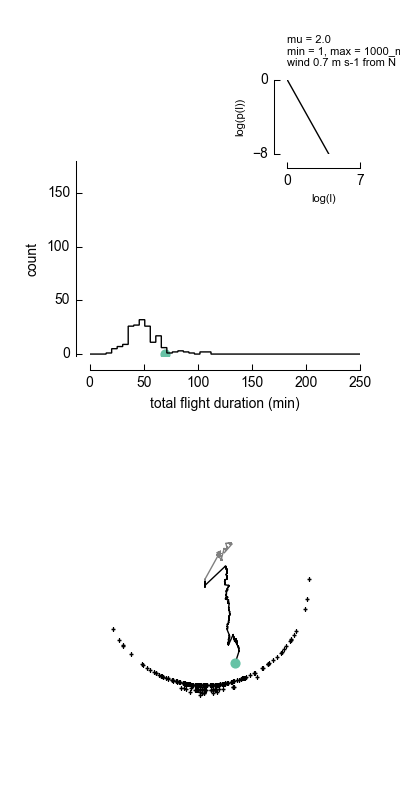 mu = 2.0
min = 1, max = 1000_m
wind 0.7 m s-1 from N
0
log(p(l))
−8
0 7
log(l)
150
100
count
50
0
0 50 100 150 200 250
total flight duration (min)